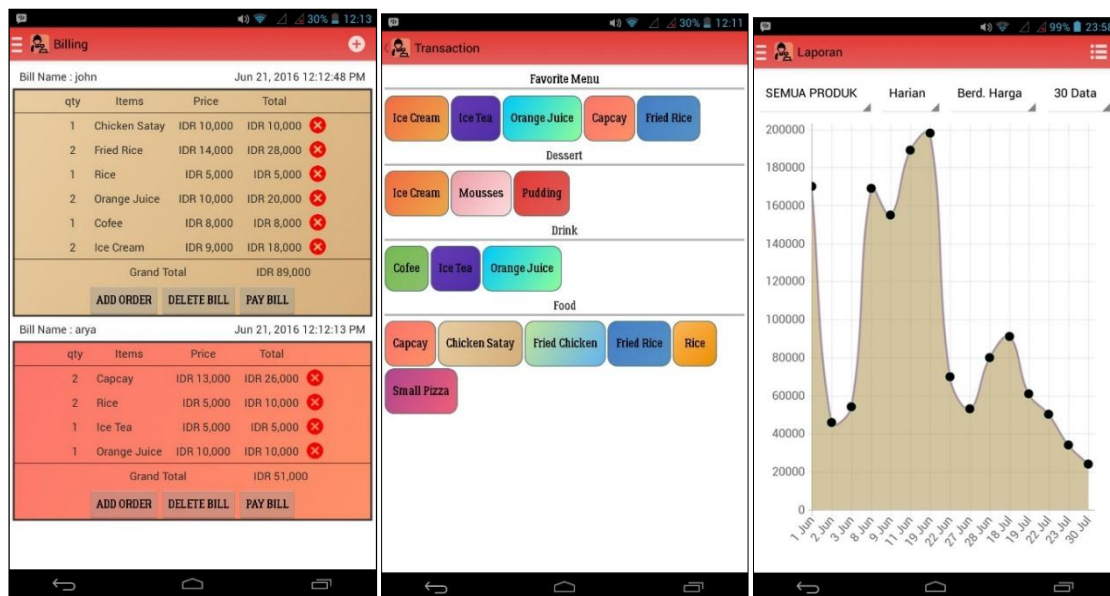 30% 12:13
Billing
Bill Name : john Jun 21, 2016 12:12:48 PM
qty Items Price Total
1 Chicken Satay IDR 10,000 IDR 10,000
2 Fried Rice IDR 14,000 IDR 28,000
1 Rice IDR 5,000 IDR 5,000
2 Orange Juice IDR 10,000 IDR 20,000
1 Cofee IDR 8,000 IDR 8,000
2 Ice Cream IDR 9,000 IDR 18,000
Grand Total IDR 89,000
ADD ORDER DELETE BILL PAY BILL
Bill Name : arya Jun 21, 2016 12:12:13 PM
qty Items Price Total
2 Capcay IDR 13,000 IDR 26,000
2 Rice IDR 5,000 IDR 10,000
1 Ice Tea IDR 5,000 IDR 5,000
1 Orange Juice IDR 10,000 IDR 10,000
Grand Total IDR 51,000
ADD ORDER DELETE BILL PAY BILL
30% 12:11
Transaction
Favorite Menu
Ice Cream Ice Tea Orange Juice Capcay Fried Rice
Dessert
Ice Cream Mousses Pudding
Drink
Cofee Ice Tea Orange Juice
Food
Capcay Chicken Satay Fried Chicken Fried Rice Rice
Small Pizza
99% 23:58
Laporan
SEMUA PRODUK Harian Berd. Harga 30 Data
200000
180000
160000
140000
120000
100000
80000
60000
40000
20000
0
1 Jun 2 Jun 3 Jun 8 Jun 9 Jun 11 Jun 19 Jun 22 Jun 27 Jun 28 Jun 18 Jul 19 Jul 22 Jul 23 Jul 30 Jul